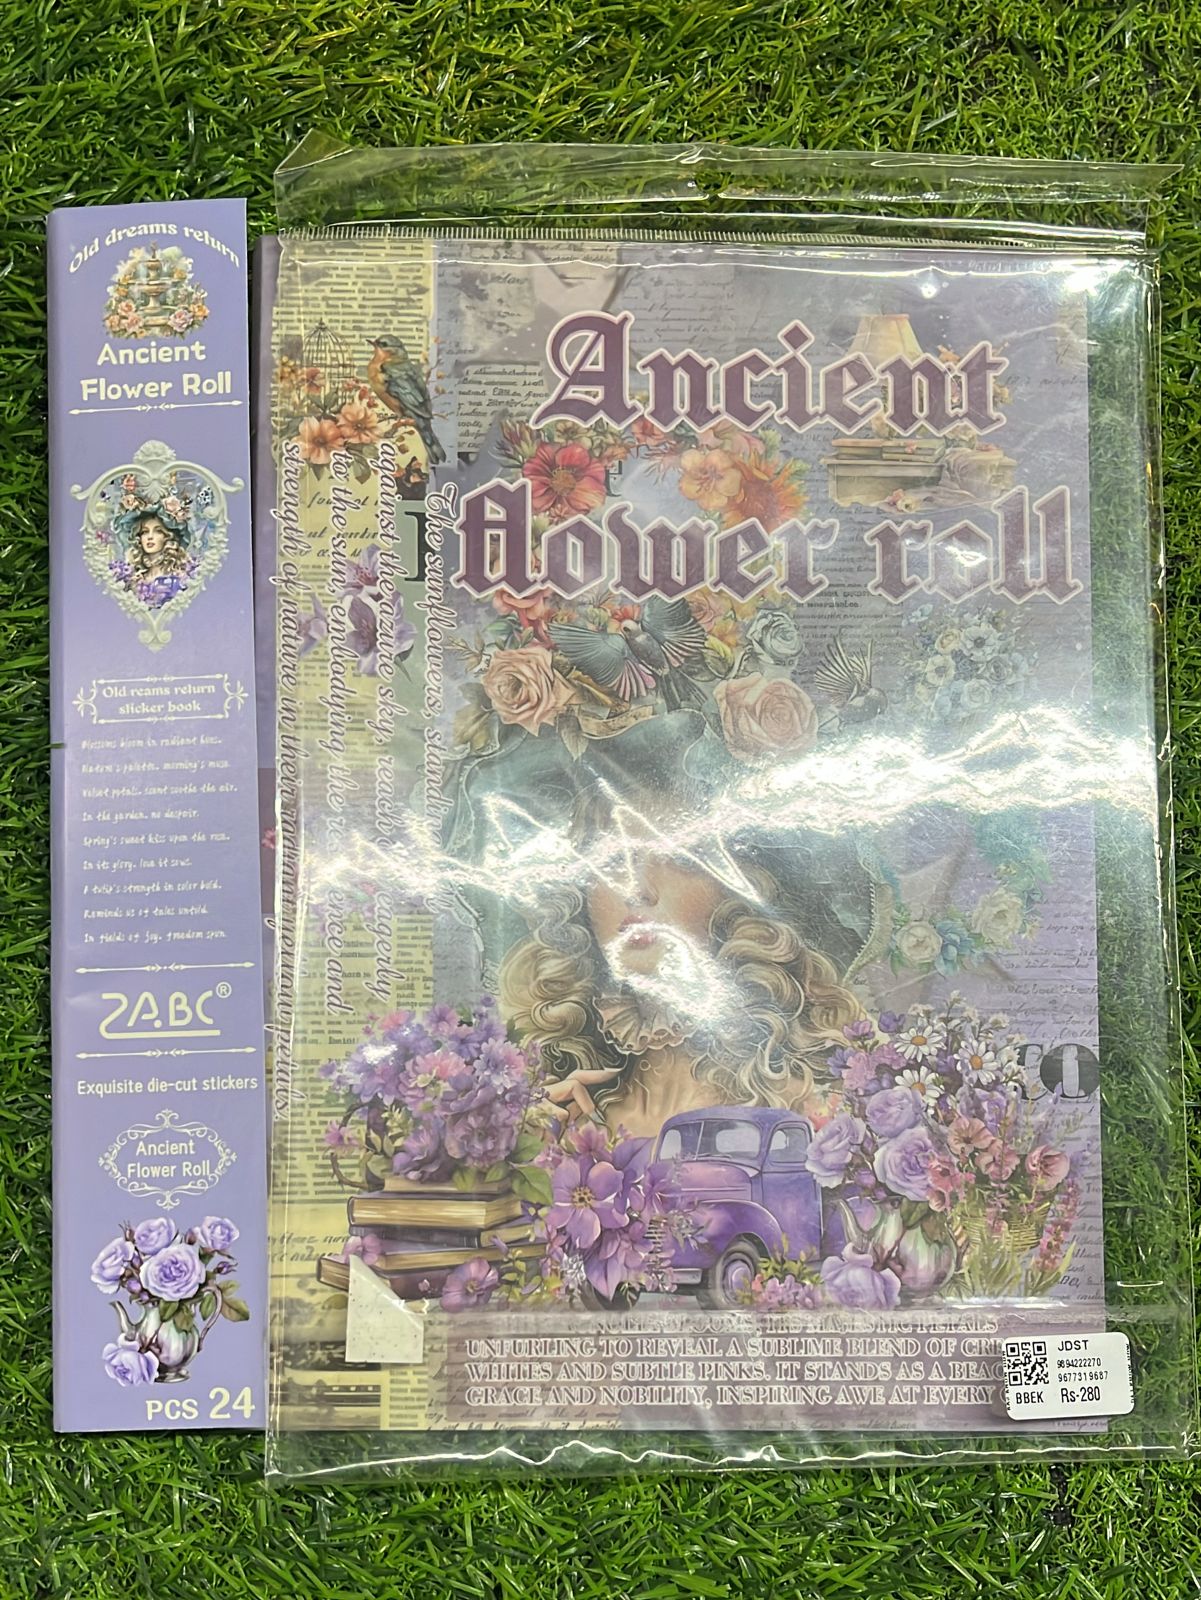 Old dreams return
Ancient
Flower Roll
Old reams return
sticker book
Blossoms bloom in radiant hues.
Nature's palette. morning's muse.
Velvet petals. scent soothe the air.
In the garden. no despair.
Spring's sweet kiss upon the rose.
In its glory. love it sows.
A tulip's strength in color bold.
Reminds us of tales untold.
In fields of joy. freedom spun.
ZABC®
Exquisite die-cut stickers
Ancient
Flower Roll
PCS 24
Ancient
flower roll
The sunflowers, standing
against the azure sky, reach eagerly
to the sun, embodying the
strength of nature in their
petals.
UNFURLING TO REVEAL A SUBLIME BLEND OF
WHITES AND SUBTLE PINKS. IT STANDS AS A
GRACE AND NOBILITY, INSPIRING AWE AT EVERY
JDST
9894222270
9677319687
BBEK Rs-280